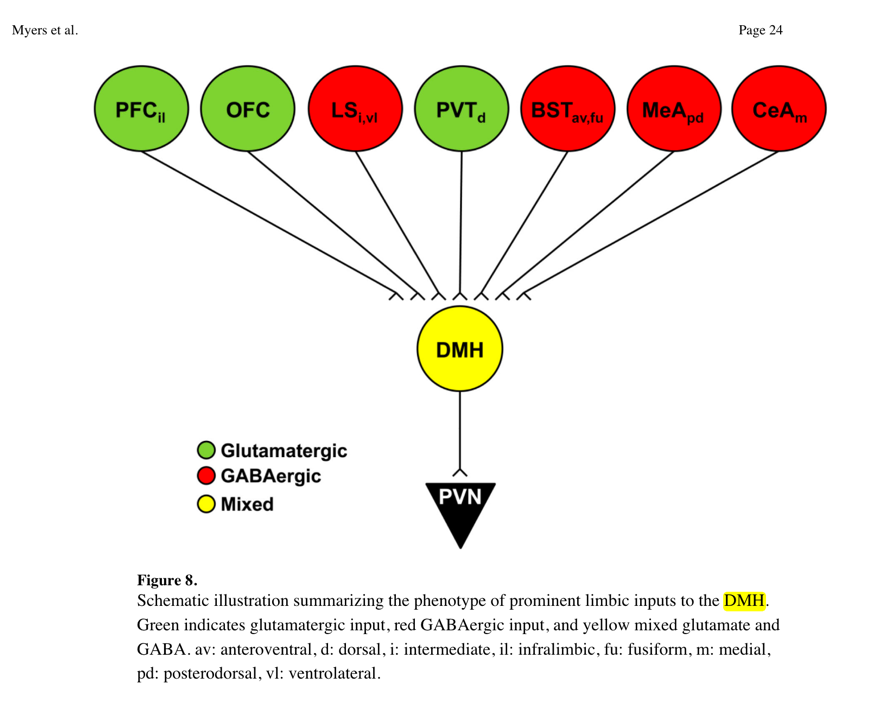 Myers et al. Page 24
PFCil OFC LSi,vl PVTd BSTav,fu MeApd CeAm
DMH
Glutamatergic
GABAergic
Mixed
PVN
Figure 8.
Schematic illustration summarizing the phenotype of prominent limbic inputs to the DMH.
Green indicates glutamatergic input, red GABAergic input, and yellow mixed glutamate and
GABA. av: anteroventral, d: dorsal, i: intermediate, il: infralimbic, fu: fusiform, m: medial,
pd: posterodorsal, vl: ventrolateral.